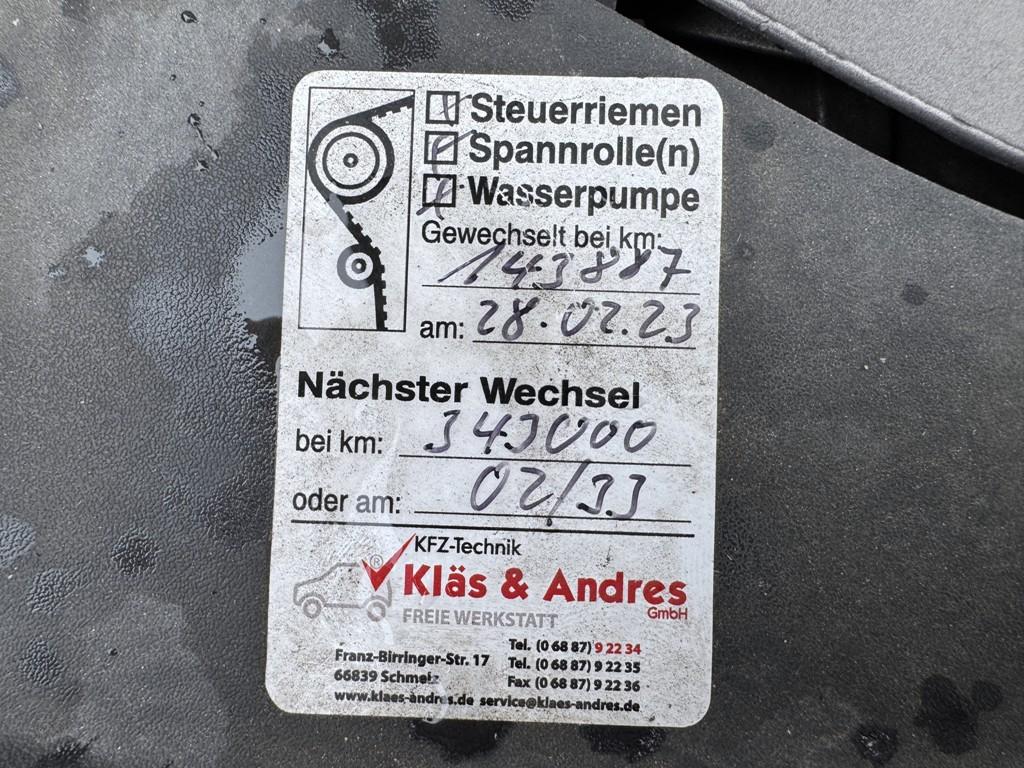 Steuerriemen
Spannrolle(n)
Wasserpumpe
Gewechselt bei km:
143887
am: 28.02.23
Nächster Wechsel
bei km: 343000
oder am: 02/33
KFZ-Technik
®
Kläs & Andres
GmbH
FREIE WERKSTATT
Franz-Birringer-Str. 17
66839 Schmelz
Tel. (0 68 87) 9 22 34
Tel. (0 68 87) 9 22 35
Fax (0 68 87) 9 22 36
www.klaes-andres.de service@klaes-andres.de